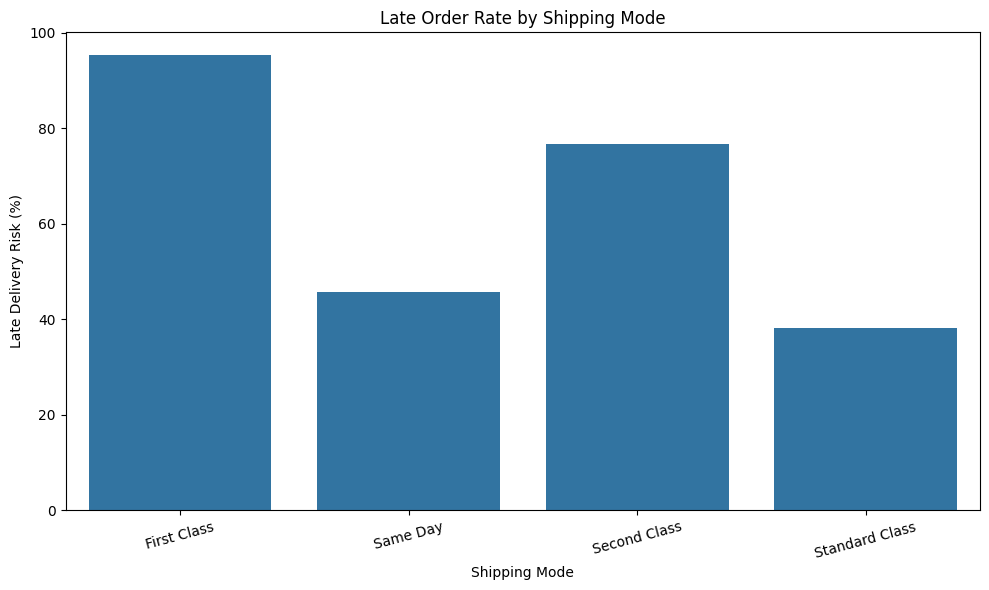 Late Order Rate by Shipping Mode
Late Delivery Risk (%)
100
80
60
40
20
0
First Class
Same Day
Second Class
Standard Class
Shipping Mode